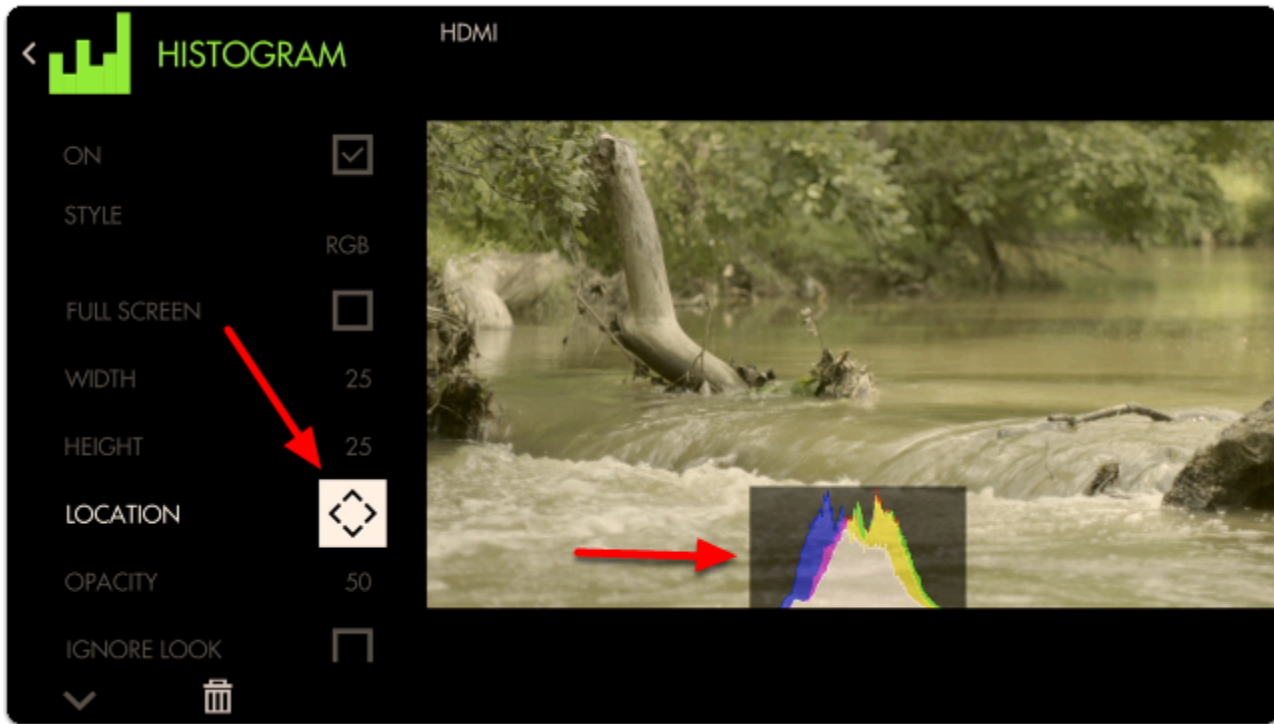 HISTOGRAM
HDMI
ON
STYLE
RGB
FULL SCREEN
WIDTH 25
HEIGHT 25
LOCATION
OPACITY 50
IGNORE LOOK